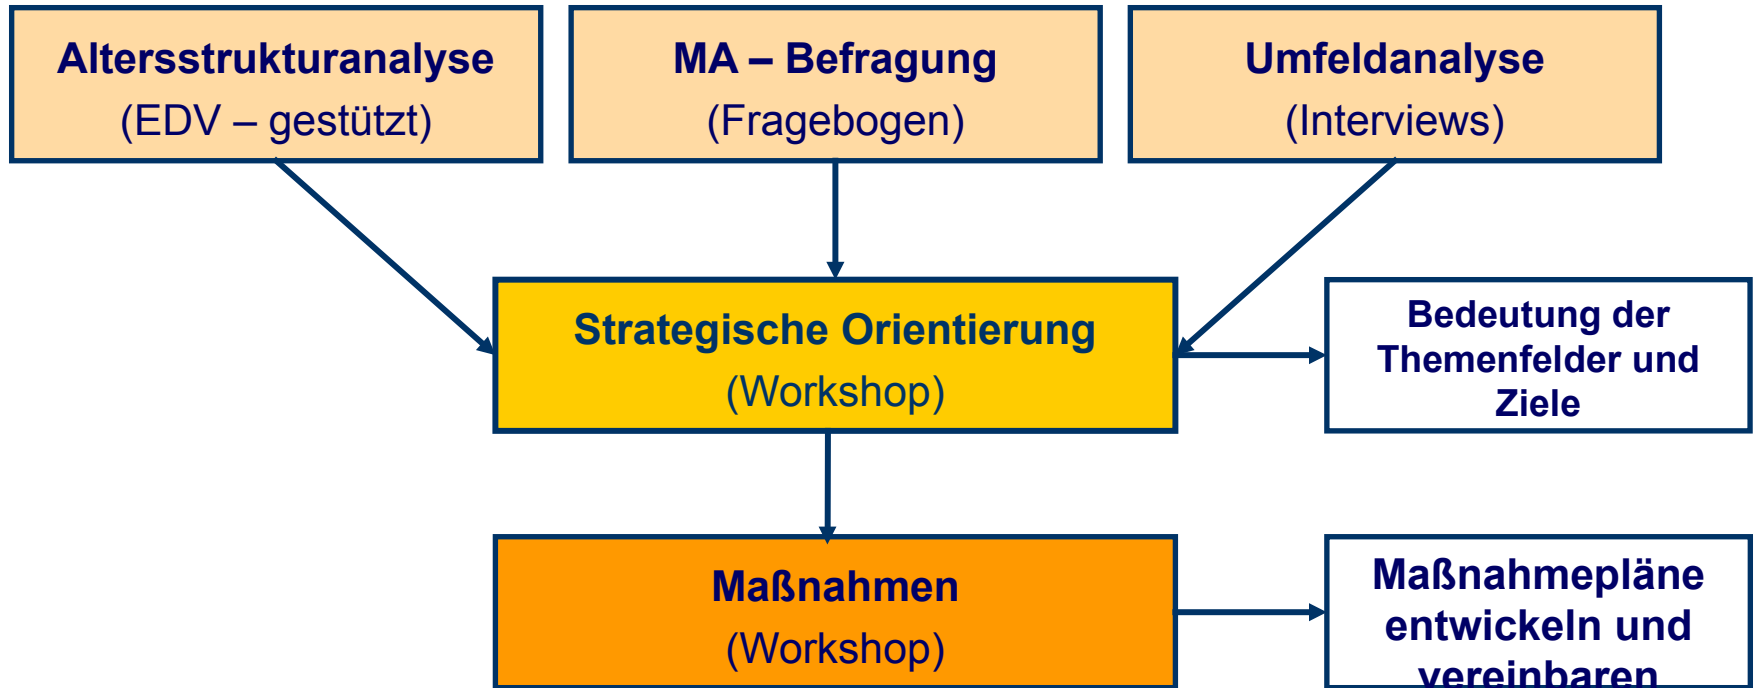 Altersstrukturanalyse
(EDV – gestützt)
MA – Befragung
(Fragebogen)
Umfeldanalyse
(Interviews)
Strategische Orientierung
(Workshop)
Bedeutung der
Themenfelder und
Ziele
Maßnahmen
(Workshop)
Maßnahmepläne
entwickeln und
vereinbaren